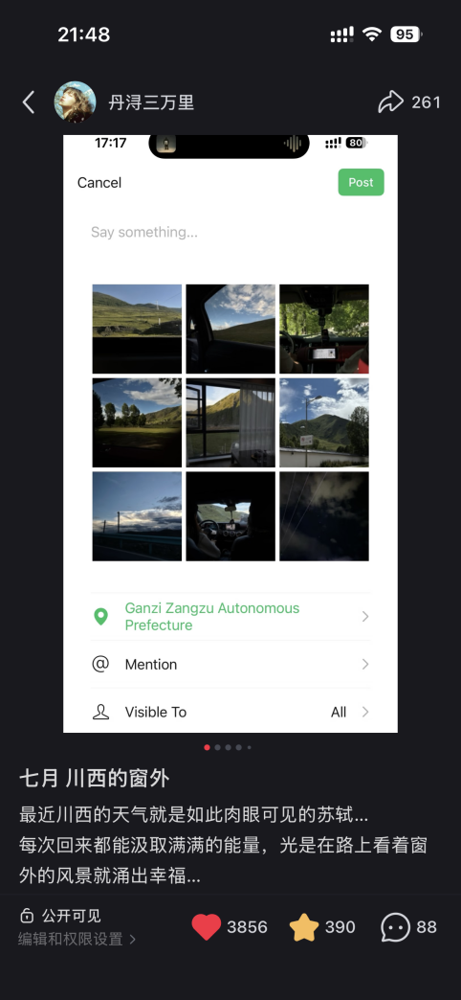 21:48
95
丹浔三万里
261
17:17
80
Cancel
Post
Say something...
Ganzi Zangzu Autonomous
Prefecture
Mention
Visible To
All
七月 川西的窗外
最近川西的天气就是如此肉眼可见的苏轼...
每次回来都能汲取满满的能量，光是在路上看着窗
外的风景就涌出幸福...
公开可见
编辑和权限设置
3856
390
88